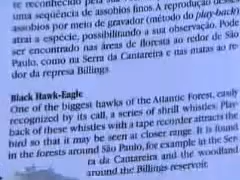 te reconhecido pela sua
uma seqüência de assobios finos. A reprodução desses
assobios por meio de gravador (método do play-back)
atrai a espécie, possibilitando a sua observação. Pode
ser encontrado nas áreas de floresta ao redor de São
Paulo, como na Serra da Cantareira e nas matas ao re-
dor da represa Billings.
Black Hawk-Eagle
One of the biggest hawks of the Atlantic Forest, easily
recognized by its call, a series of shrill whistles. Play-
back of these whistles with a tape recorder attracts the
bird so that it may be seen at closer range. It is found
in the forests around São Paulo, for example in the Ser-
ra da Cantareira and the woodland
around the Billings reservoir.